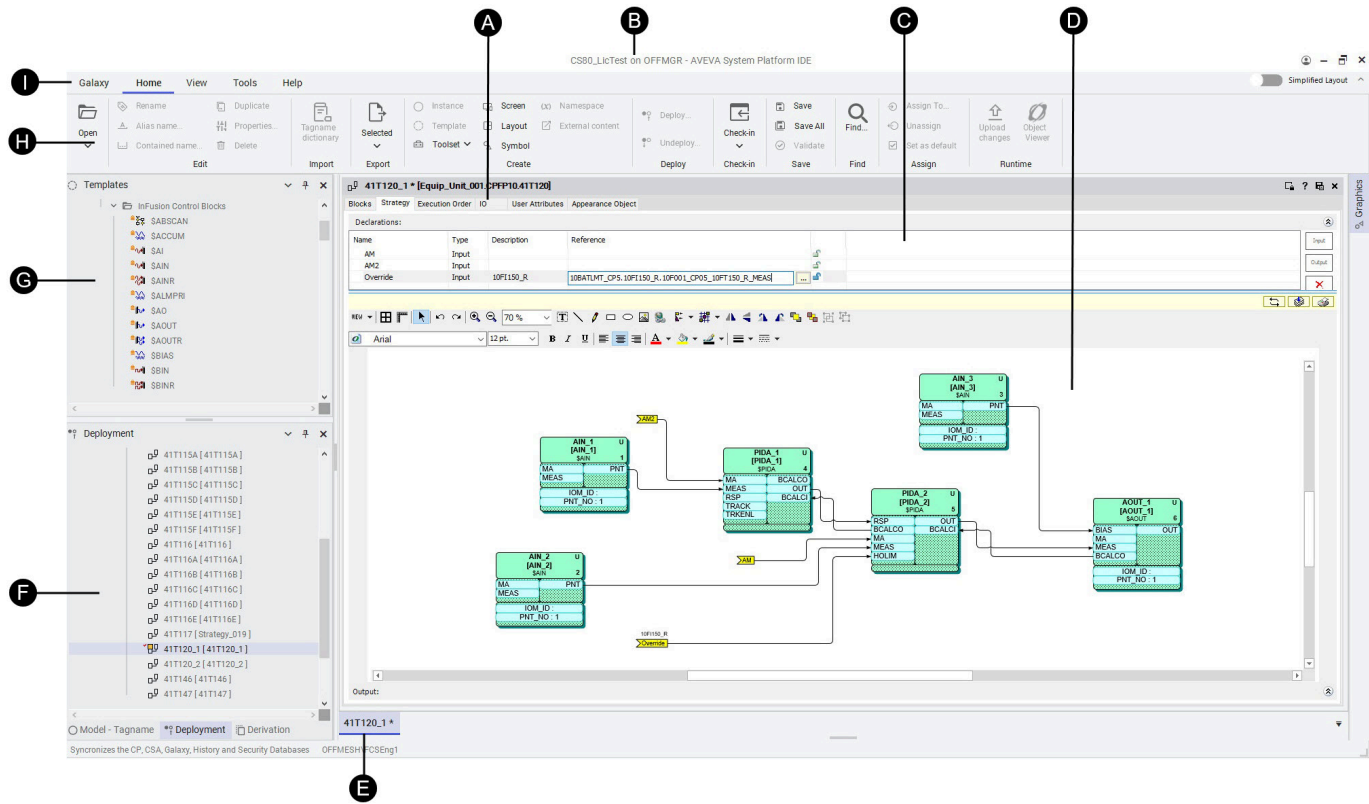 A
B
C
D
CS80_LicTest on OFFMGR - AVEVA System Platform IDE
I
Galaxy Home View Tools Help
Simplified Layout
H
Open
Rename
Alias name...
Contained name...
Duplicate
Properties...
Delete
Edit
Tagname
dictionary
Import
Selected
Export
Instance
Template
Toolset
Screen
Layout
Symbol
Namespace
External content
Create
Deploy...
Undeploy...
Deploy
Check-in
Check-in
Save
Save All
Validate
Save
Find...
Find
Assign To...
Unassign
Set as default
Assign
Upload
changes
Object
Viewer
Runtime
Templates
InFusion Control Blocks
$ABSCAN
$ACCUM
$AI
$AIN
$AINR
$ALMPRI
$AO
$AOUT
$AOUTR
$BIAS
$BIN
$BINR
G
Deployment
41T115A [ 41T115A ]
41T115B [ 41T115B ]
41T115C [ 41T115C ]
41T115D [ 41T115D ]
41T115E [ 41T115E ]
41T115F [ 41T115F ]
41T116 [ 41T116 ]
41T116A [ 41T116A ]
41T116B [ 41T116B ]
41T116C [ 41T116C ]
41T116D [ 41T116D ]
41T116E [ 41T116E ]
41T117 [ Strategy_019 ]
41T120_1 [ 41T120_1 ]
41T120_2 [ 41T120_2 ]
41T146 [ 41T146 ]
41T147 [ 41T147 ]
F
Model - Tagname Deployment Derivation
Syncronizes the CP, CSA, Galaxy, History and Security Databases OFFMESH\FCSEng1
41T120_1 * [Equip_Unit_001.CPFP10.41T120]
Blocks Strategy Execution Order IO User Attributes Appearance Object
Declarations:
Name Type Description Reference
AM Input
AM2 Input
Override Input 10FI150_R 10BATLMT_CP5.10FI150_R.10F001_CP05_10FT150_R_MEAS ...
Input
Output
Graphics
REV 70 % T
Arial 12 pt. B I U A
AIN_3 U
[AIN_3]
$AIN 3
MA PNT
MEAS
IOM_ID :
PNT_NO : 1
AM2
AIN_1 U
[AIN_1]
$AIN 1
MA PNT
MEAS
IOM_ID :
PNT_NO : 1
PIDA_1 U
[PIDA_1]
$PIDA 4
MA BCALCO
MEAS OUT
RSP BCALCI
TRACK
TRKENL
PIDA_2 U
[PIDA_2]
$PIDA 5
RSP OUT
BCALCO BCALCI
MA
MEAS
HOLIM
AOUT_1 U
[AOUT_1]
$AOUT 6
BIAS OUT
MA
MEAS
BCALCO
IOM_ID :
PNT_NO : 1
AM
AIN_2 U
[AIN_2]
$AIN 2
MA PNT
MEAS
IOM_ID :
PNT_NO : 1
10FI150_R
Override
Output:
41T120_1 *
E